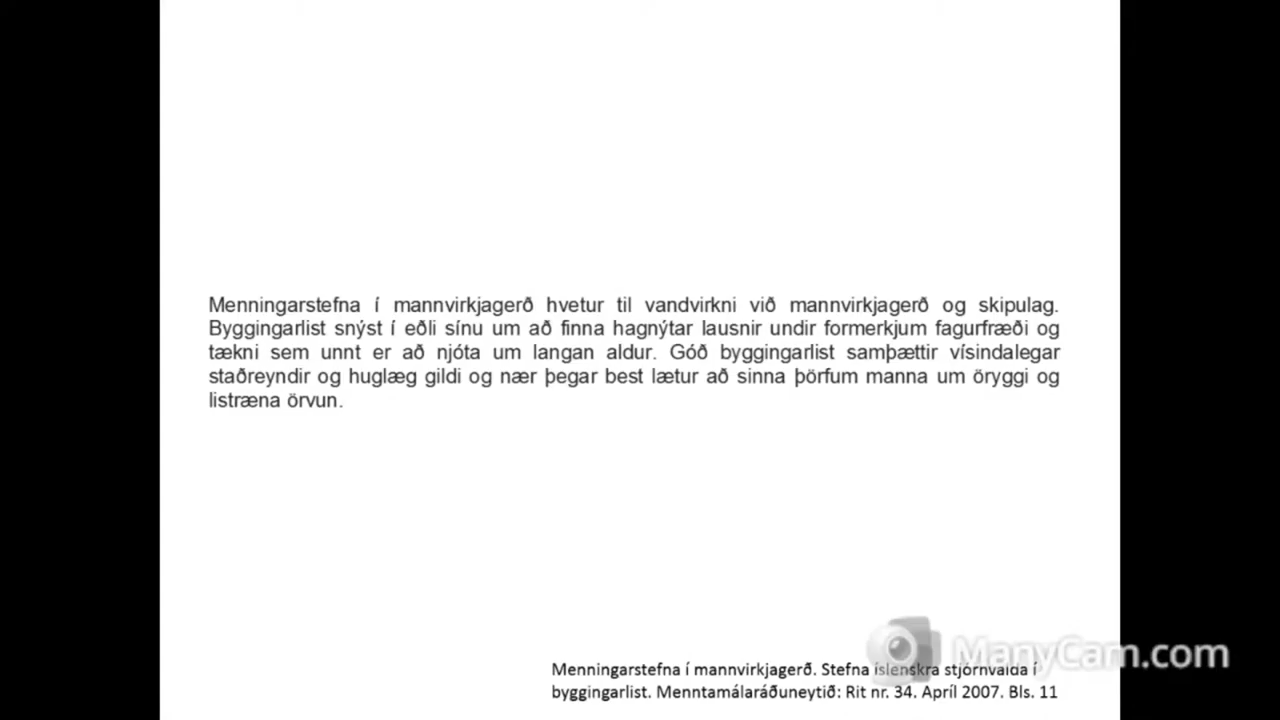 Menningarstefna í mannvirkjagerð hvetur til vandvirkni við mannvirkjagerð og skipulag.
Byggingarlist snýst í eðli sínu um að finna hagnýtar lausnir undir formerkjum fagurfræði og
tækni sem unnt er að njóta um langan aldur. Góð byggingarlist samþættir vísindalegar
staðreyndir og huglæg gildi og nær þegar best lætur að sinna þörfum manna um öryggi og
listræna örvun.
Menningarstefna í mannvirkjagerð. Stefna íslenskra stjórnvalda í
byggingarlist. Menntamálaráðuneytið: Rit nr. 34. Apríl 2007. Bls. 11
ManyCam.com